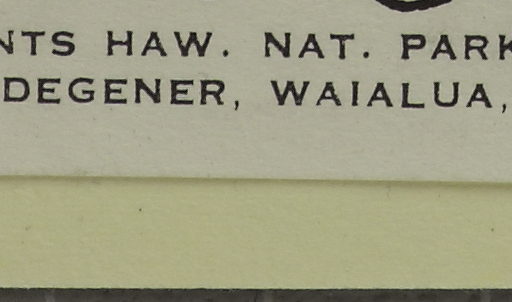 NTS HAW. NAT. PARK
DEGENER, WAIALUA,